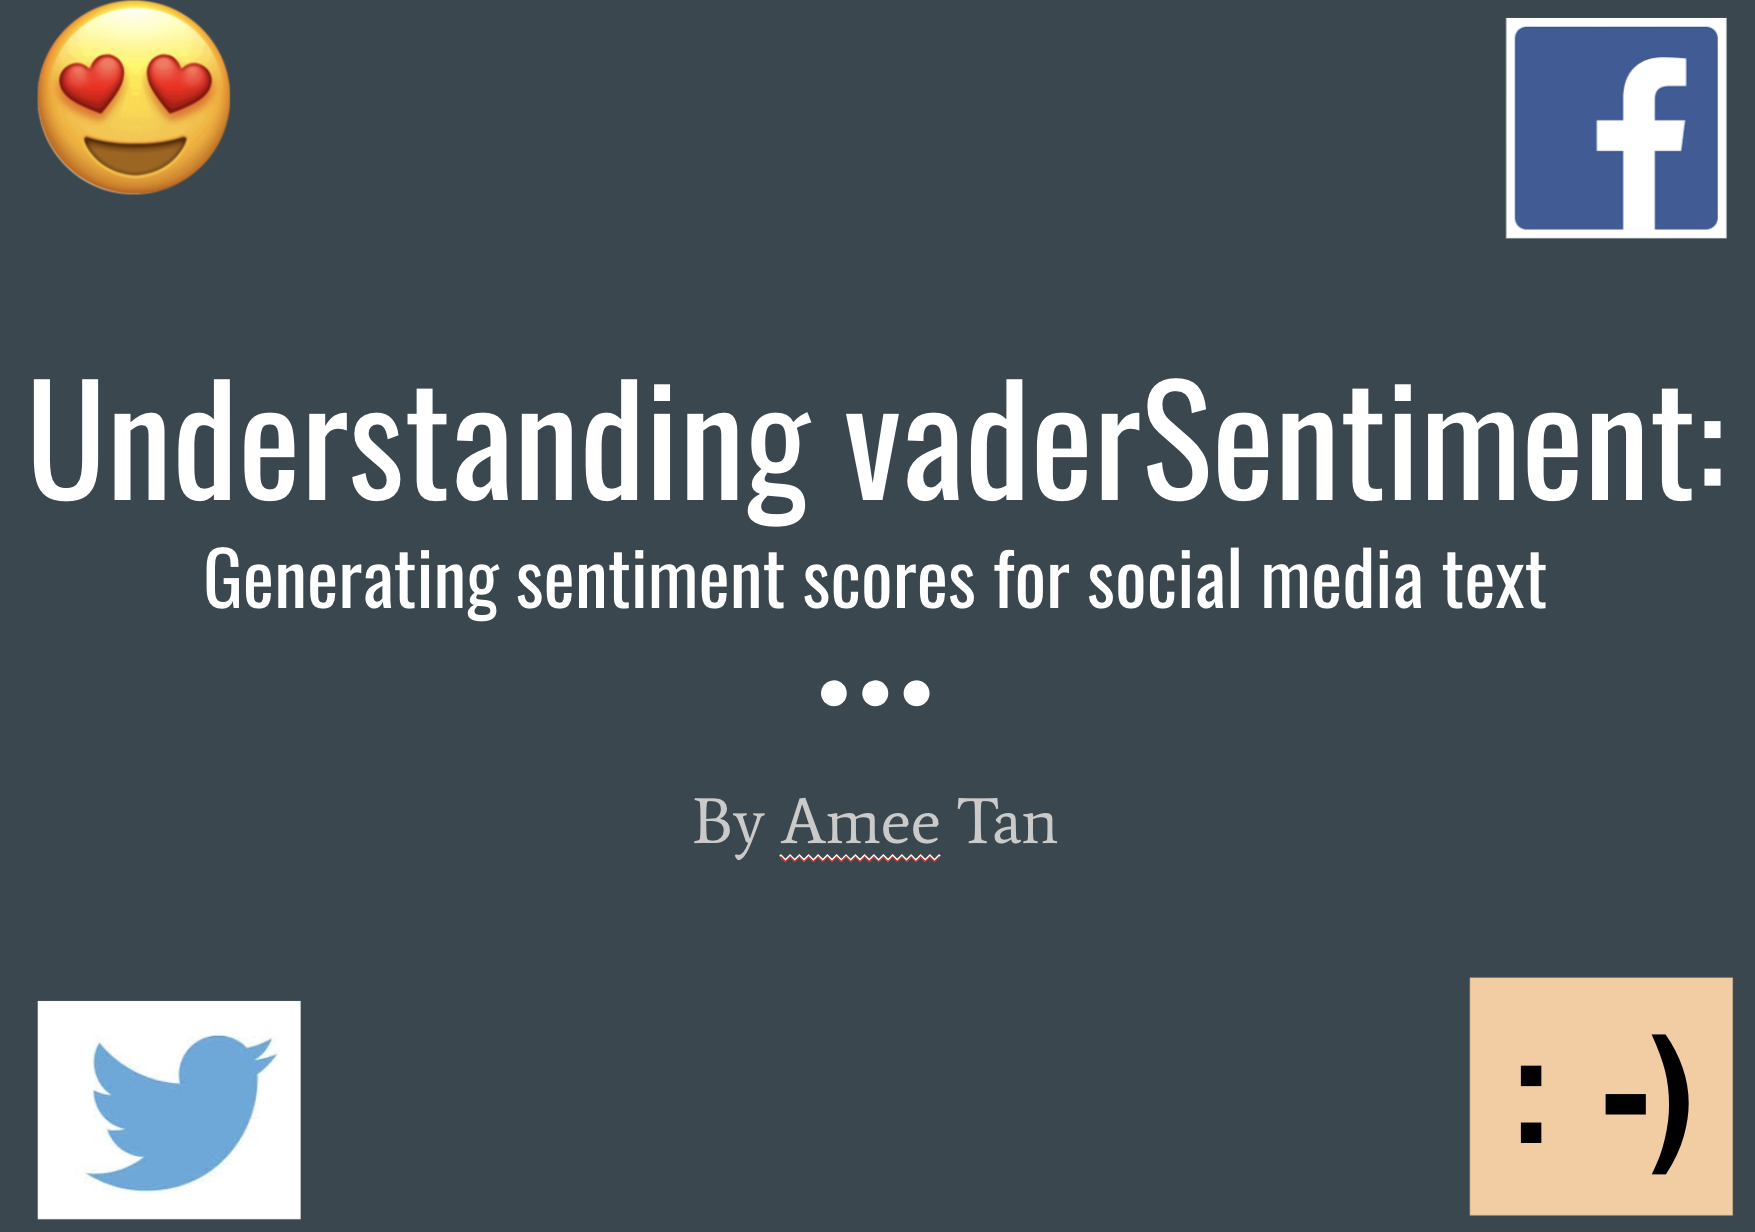 Understanding vaderSentiment:
Generating sentiment scores for social media text
By Amee Tan
: -)